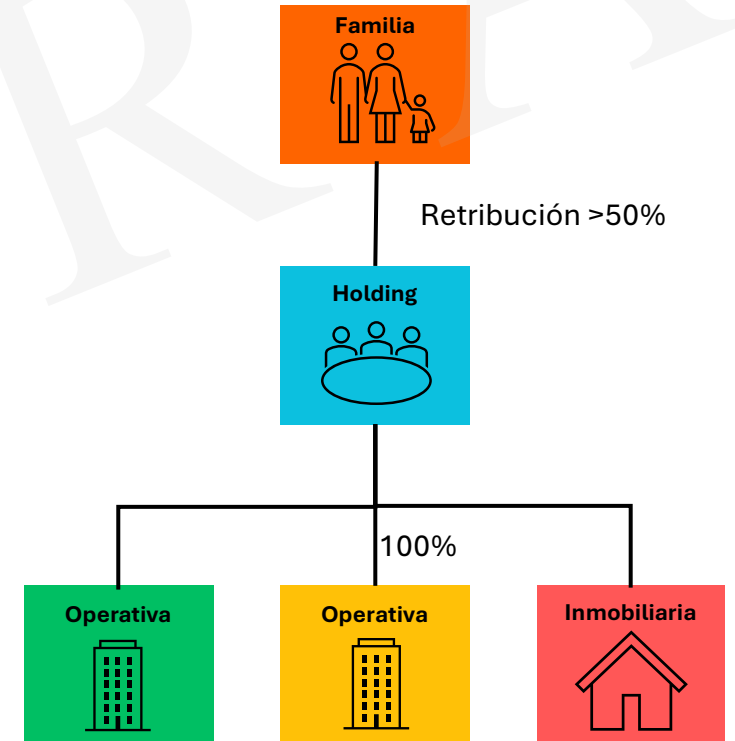 Familia
Retribución >50%
Holding
100%
Operativa
Operativa
Inmobiliaria